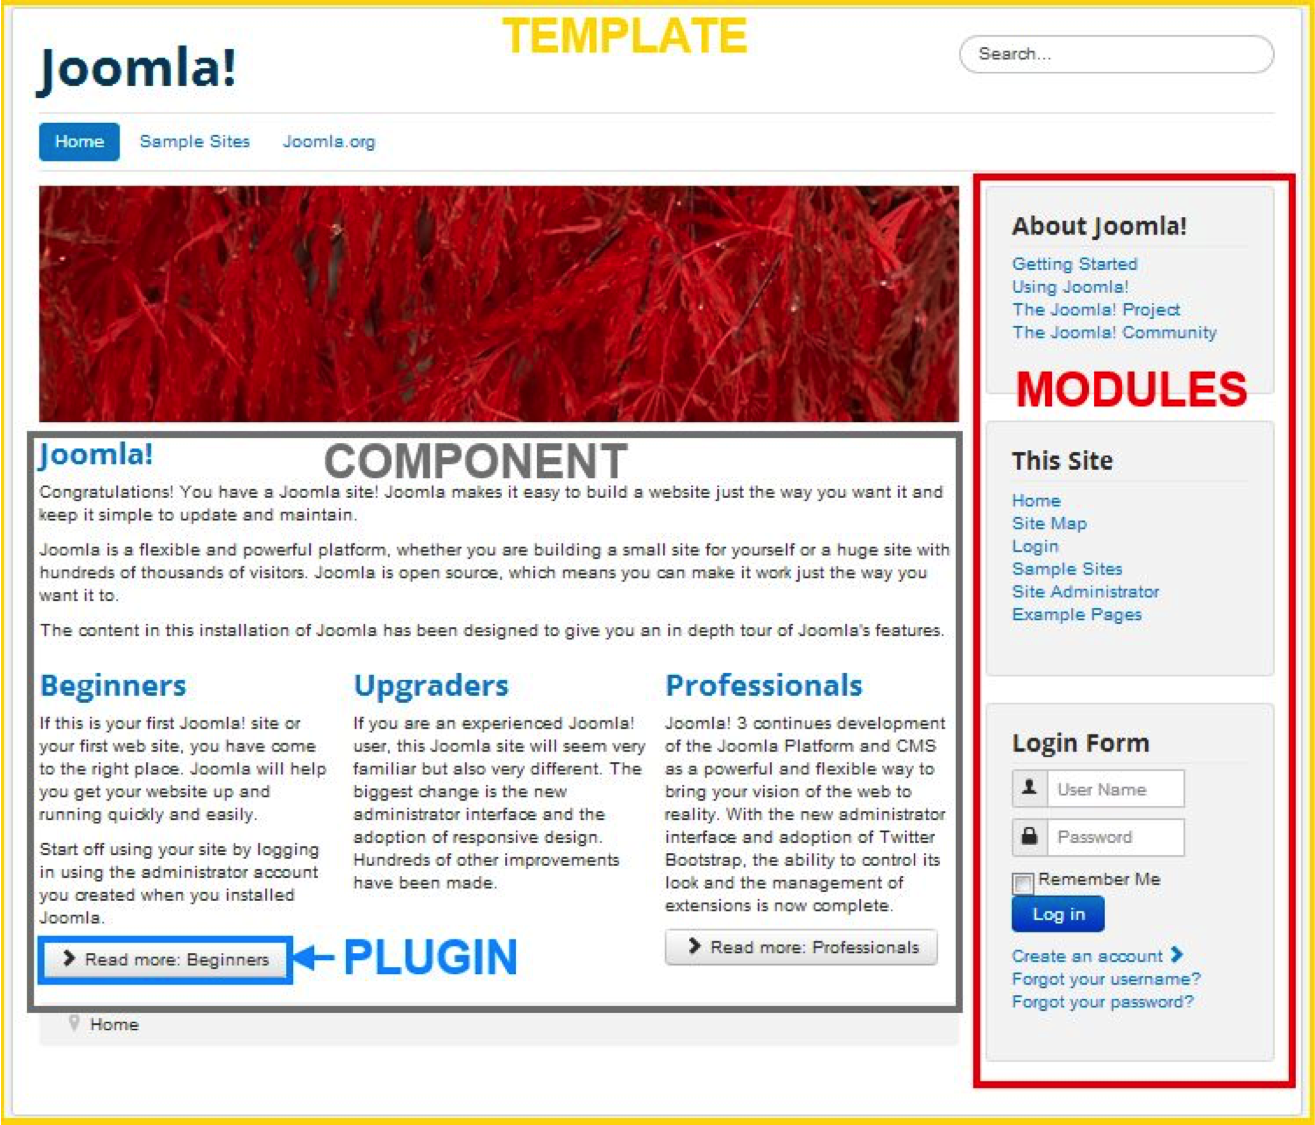 TEMPLATE
Joomla!
Search...
Home
Sample Sites
Joomla.org
COMPONENT
Joomla!
Congratulations! You have a Joomla site! Joomla makes it easy to build a website just the way you want it and
keep it simple to update and maintain.
Joomla is a flexible and powerful platform, whether you are building a small site for yourself or a huge site with
hundreds of thousands of visitors. Joomla is open source, which means you can make it work just the way you
want it to.
The content in this installation of Joomla has been designed to give you an in depth tour of Joomla's features.
Beginners
If this is your first Joomla! site or
your first web site, you have come
to the right place. Joomla will help
you get your website up and
running quickly and easily.
Start off using your site by logging
in using the administrator account
you created when you installed
Joomla.
Read more: Beginners
PLUGIN
Upgraders
If you are an experienced Joomla!
user, this Joomla site will seem very
familiar but also very different. The
biggest change is the new
administrator interface and the
adoption of responsive design.
Hundreds of other improvements
have been made.
Professionals
Joomla! 3 continues development
of the Joomla Platform and CMS
as a powerful and flexible way to
bring your vision of the web to
reality. With the new administrator
interface and adoption of Twitter
Bootstrap, the ability to control its
look and the management of
extensions is now complete.
Read more: Professionals
Home
About Joomla!
Getting Started
Using Joomla!
The Joomla! Project
The Joomla! Community
MODULES
This Site
Home
Site Map
Login
Sample Sites
Site Administrator
Example Pages
Login Form
User Name
Password
Remember Me
Log in
Create an account
Forgot your username?
Forgot your password?